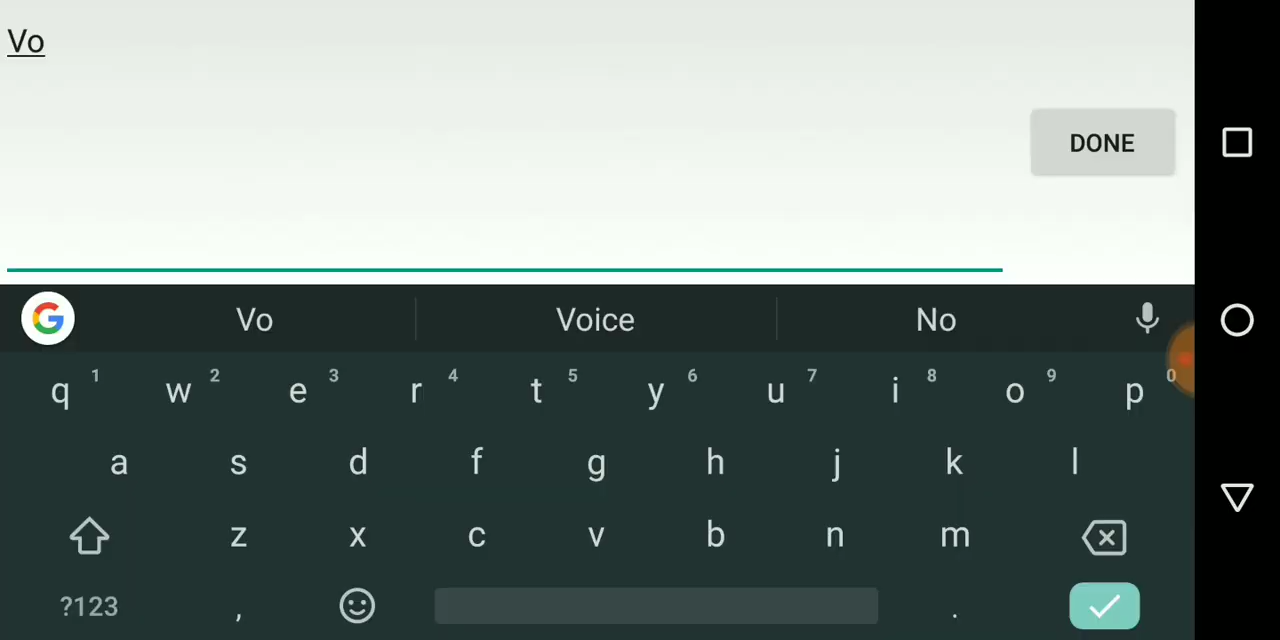 Vo
DONE
Vo Voice No
q 1 w 2 e 3 r 4 t 5 y 6 u 7 i 8 o 9 p 0
a s d f g h j k l
z x c v b n m
?123 , .